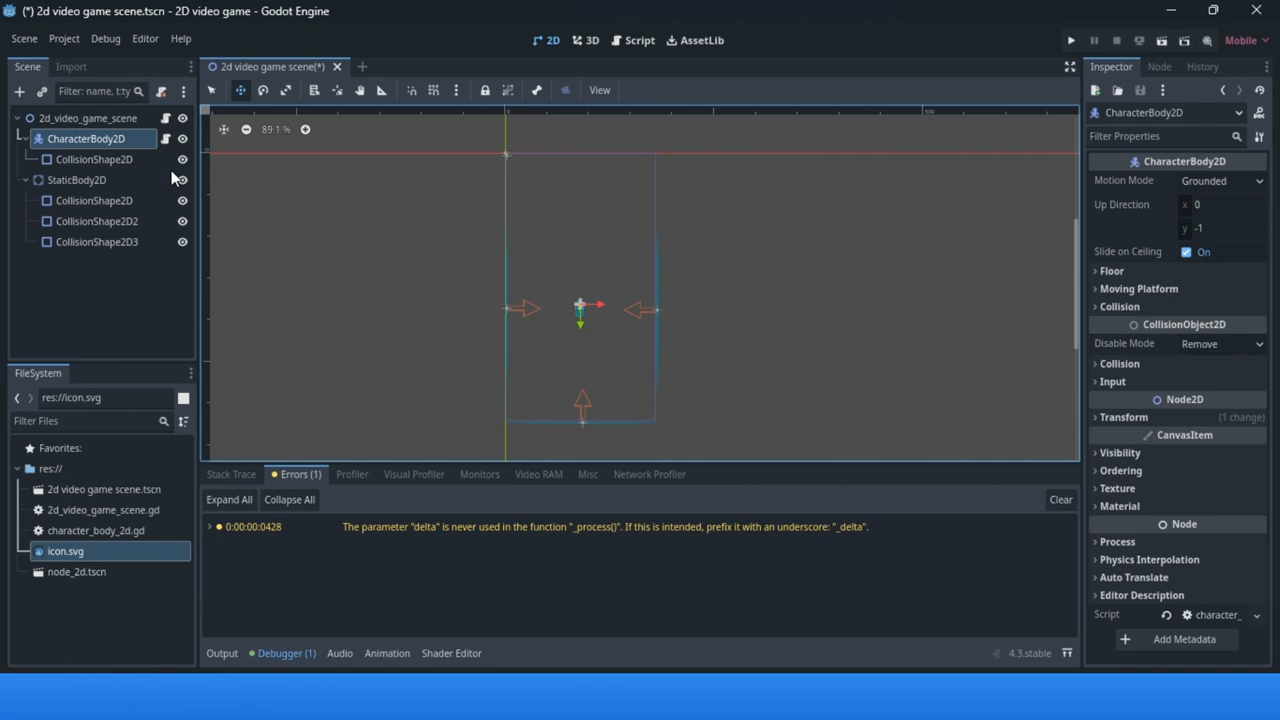 (*) 2d video game scene.tscn - 2D video game - Godot Engine
Scene Project Debug Editor Help
2D 3D Script AssetLib
Mobile
Scene Import
2d video game scene(*)
Inspector Node History
Filter: name, t:ty
View
2d_video_game_scene
CharacterBody2D
CollisionShape2D
StaticBody2D
CollisionShape2D
CollisionShape2D2
CollisionShape2D3
0
500
89.1 %
CharacterBody2D
Filter Properties
CharacterBody2D
Motion Mode Grounded
Up Direction x 0
y -1
Slide on Ceiling On
Floor
Moving Platform
Collision
CollisionObject2D
Disable Mode Remove
Collision
Input
Node2D
Transform (1 change)
CanvasItem
Visibility
Ordering
Texture
Material
Node
Process
Physics Interpolation
Auto Translate
Editor Description
Script character_
Add Metadata
FileSystem
res://icon.svg
Filter Files
Favorites:
res://
2d video game scene.tscn
2d_video_game_scene.gd
character_body_2d.gd
icon.svg
node_2d.tscn
Stack Trace Errors (1) Profiler Visual Profiler Monitors Video RAM Misc Network Profiler
Expand All Collapse All Clear
0:00:00:0428 The parameter "delta" is never used in the function "_process()". If this is intended, prefix it with an underscore: "_delta".
Output Debugger (1) Audio Animation Shader Editor 4.3.stable